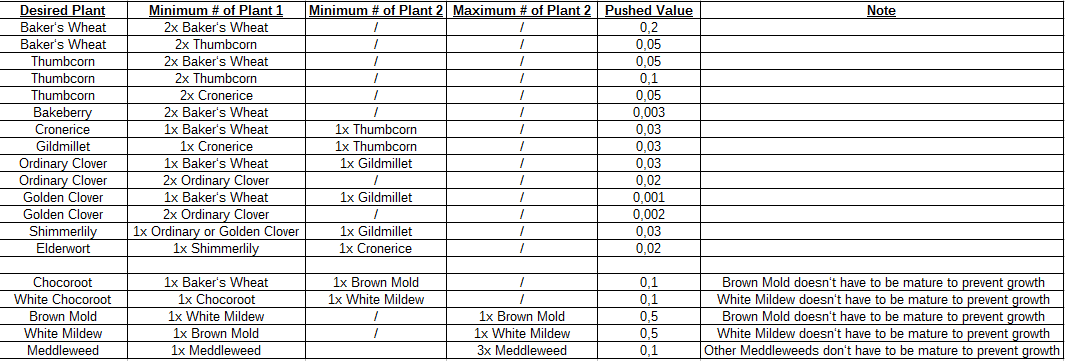 Desired Plant Minimum # of Plant 1 Minimum # of Plant 2 Maximum # of Plant 2 Pushed Value Note
Baker's Wheat 2x Baker's Wheat / / 0,2
Baker's Wheat 2x Thumbcorn / / 0,05
Thumbcorn 2x Baker's Wheat / / 0,05
Thumbcorn 2x Thumbcorn / / 0,1
Thumbcorn 2x Cronerice / / 0,05
Bakeberry 2x Baker's Wheat / / 0,003
Cronerice 1x Baker's Wheat 1x Thumbcorn / 0,03
Gildmillet 1x Cronerice 1x Thumbcorn / 0,03
Ordinary Clover 1x Baker's Wheat 1x Gildmillet / 0,03
Ordinary Clover 2x Ordinary Clover / / 0,02
Golden Clover 1x Baker's Wheat 1x Gildmillet / 0,001
Golden Clover 2x Ordinary Clover / / 0,002
Shimmerlily 1x Ordinary or Golden Clover 1x Gildmillet / 0,03
Elderwort 1x Shimmerlily 1x Cronerice / 0,02
Chocoroot 1x Baker's Wheat 1x Brown Mold / 0,1 Brown Mold doesn't have to be mature to prevent growth
White Chocoroot 1x Chocoroot 1x White Mildew / 0,1 White Mildew doesn't have to be mature to prevent growth
Brown Mold 1x White Mildew / 1x Brown Mold 0,5 Brown Mold doesn't have to be mature to prevent growth
White Mildew 1x Brown Mold / 1x White Mildew 0,5 White Mildew doesn't have to be mature to prevent growth
Meddleweed 1x Meddleweed 3x Meddleweed 0,1 Other Meddleweeds don't have to be mature to prevent growth